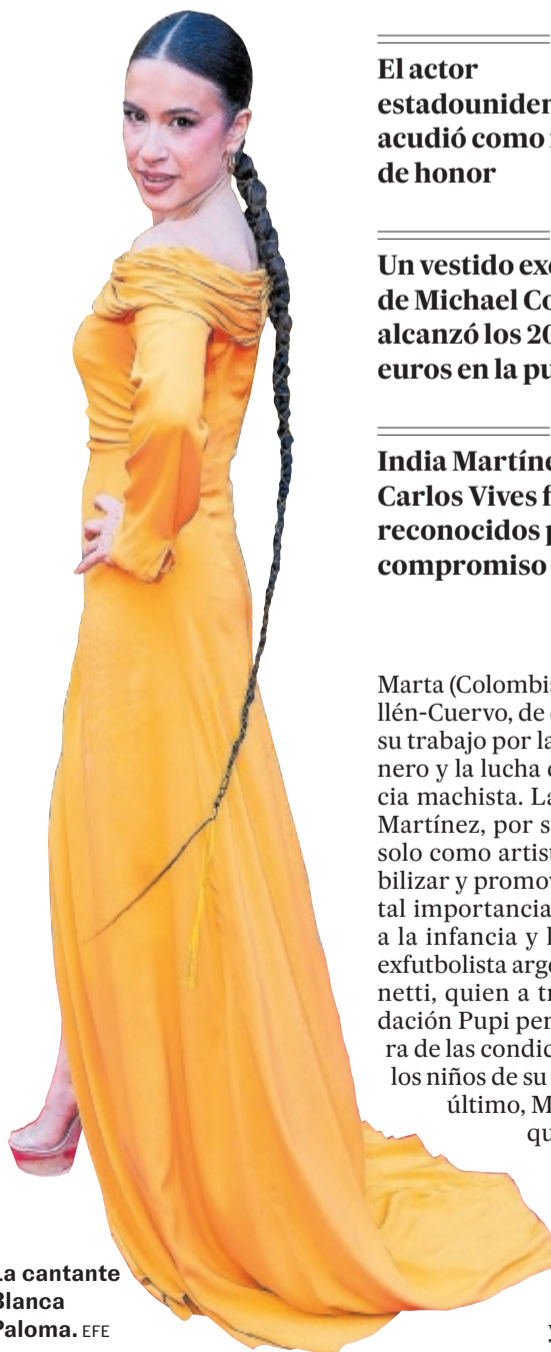 El actor
estadouniden
acudió como
de honor
Un vestido ex
de Michael Co
alcanzó los 20
euros en la pu
India Martíne
Carlos Vives f
reconocidos p
compromiso
Marta (Colombia
llén-Cuervo, de
su trabajo por la
nero y la lucha
cia machista. La
Martínez, por s
solo como artist
bilizar y promov
tal importancia
a la infancia y
exfutbolista arge
netti, quien a tr
dación Pupi per
ra de las condic
los niños de su
último, M
qu
y
La cantante
Blanca
Paloma. EFE